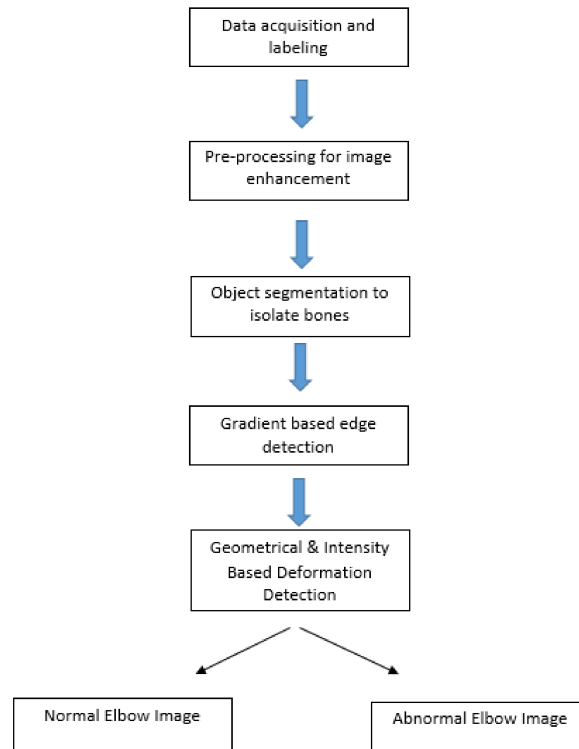 Data acquisition and
labeling
Pre-processing for image
enhancement
Object segmentation to
isolate bones
Gradient based edge
detection
Geometrical & Intensity
Based Deformation
Detection
Normal Elbow Image
Abnormal Elbow Image